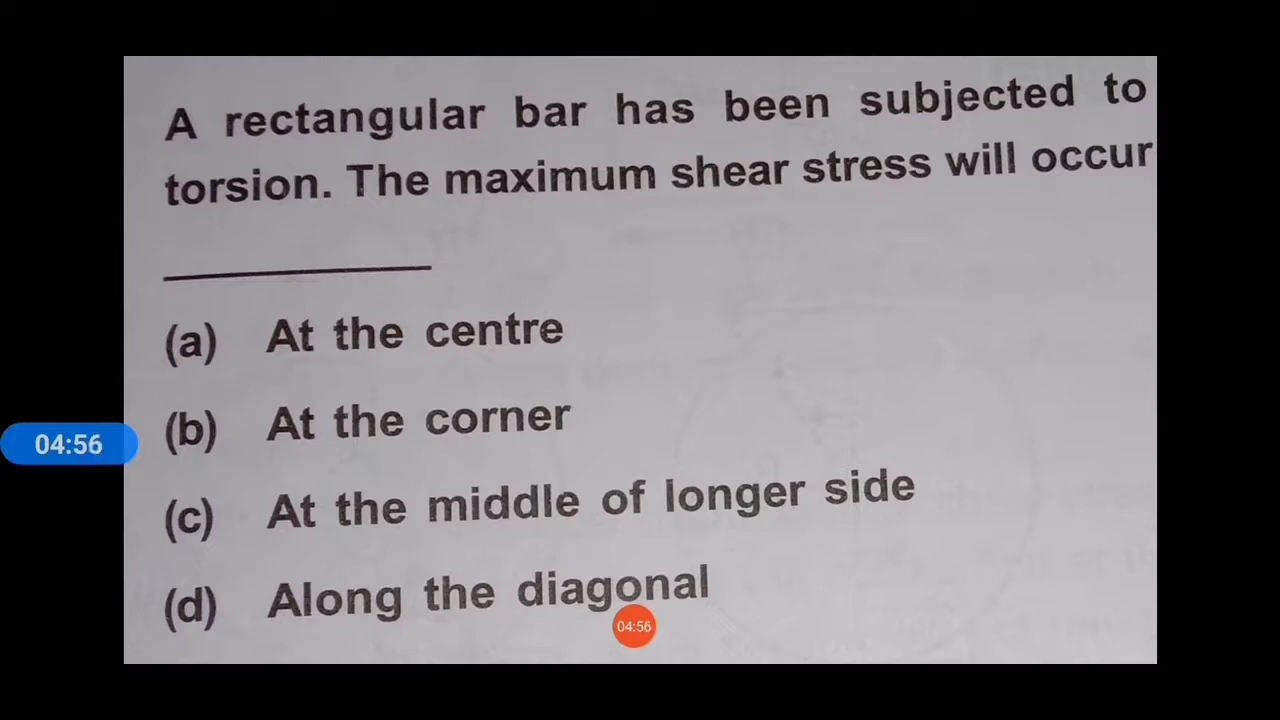 A rectangular bar has been subjected to
torsion. The maximum shear stress will occur
(a) At the centre
(b) At the corner
04:56
(c) At the middle of longer side
(d) Along the diagonal
04:56